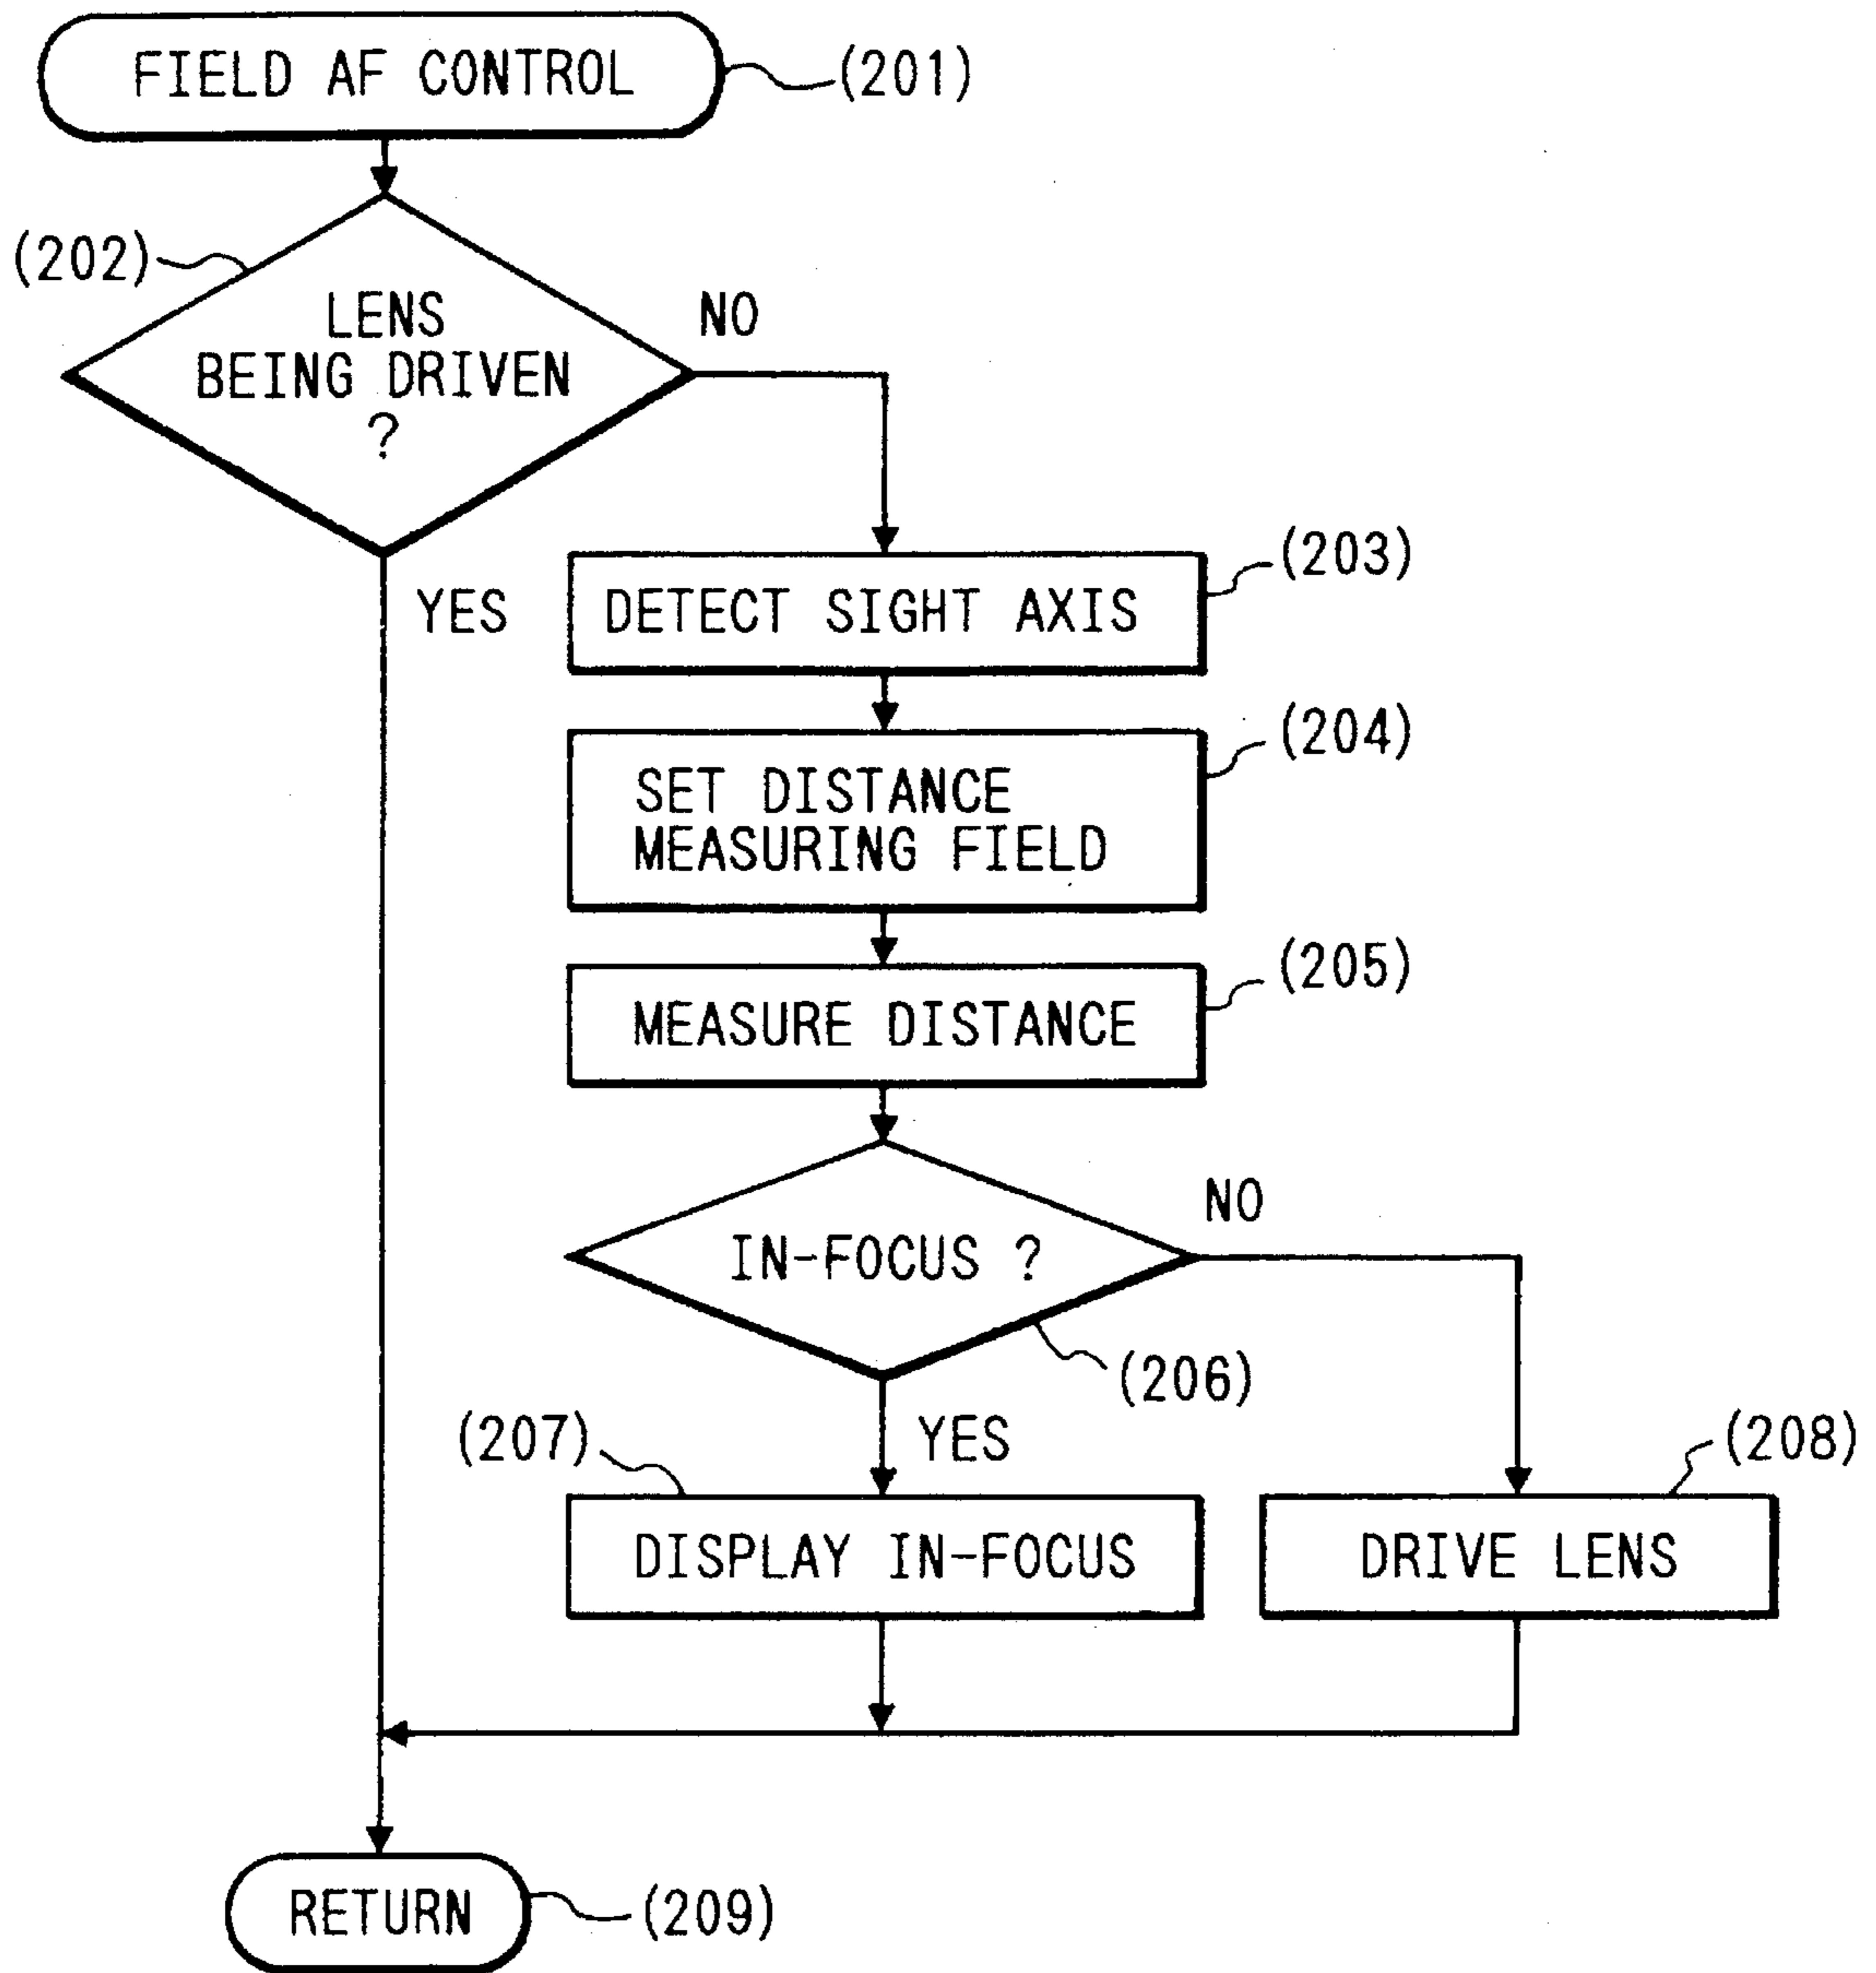 FIELD AF CONTROL
(201)
(202)
LENS
BEING DRIVEN
?
NO
YES
(203)
DETECT SIGHT AXIS
(204)
SET DISTANCE
MEASURING FIELD
(205)
MEASURE DISTANCE
IN-FOCUS ?
NO
(206)
YES
(207)
DISPLAY IN-FOCUS
(208)
DRIVE LENS
RETURN
(209)